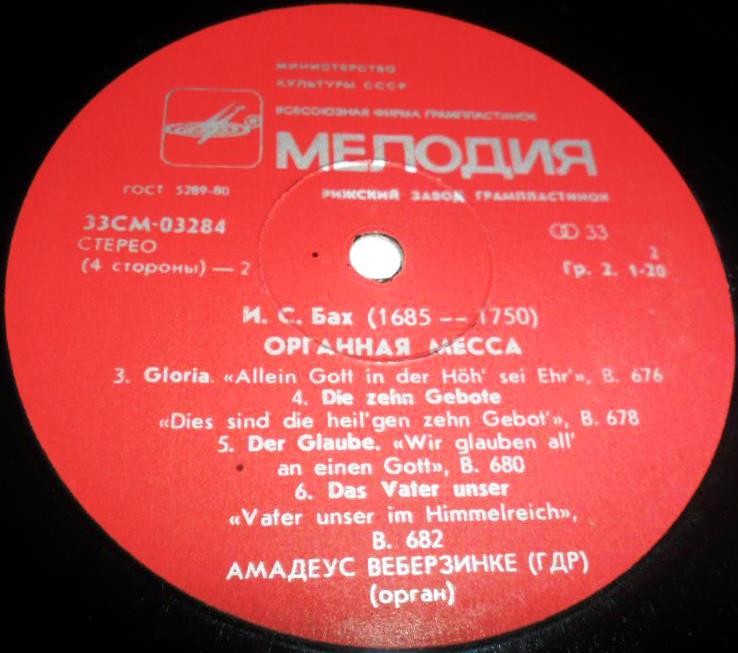 МИНИСТЕРСТВО
КУЛЬТУРЫ СССР
ВСЕСОЮЗНАЯ ФИРМА ГРАМПЛАСТИНОК
МЕЛОДИЯ
РИЖСКИЙ ЗАВОД ГРАМПЛАСТИНОК
ГОСТ 5289-80
33СМ-03284
СТЕРЕО
(4 стороны) — 2
33
2
Гр. 2. 1-20
И. С. Бах (1685 -- 1750)
ОРГАННАЯ МЕССА
3. Gloria. «Allein Gott in der Höh' sei Ehr'», В. 676
4. Die zehn Gebote
«Dies sind die heil'gen zehn Gebot'», В. 678
5. Der Glaube. «Wir glauben all'
an einen Gott», В. 680
6. Das Vater unser
«Vater unser im Himmelreich»,
В. 682
АМАДЕУС ВЕБЕРЗИНКЕ (ГДР)
(орган)